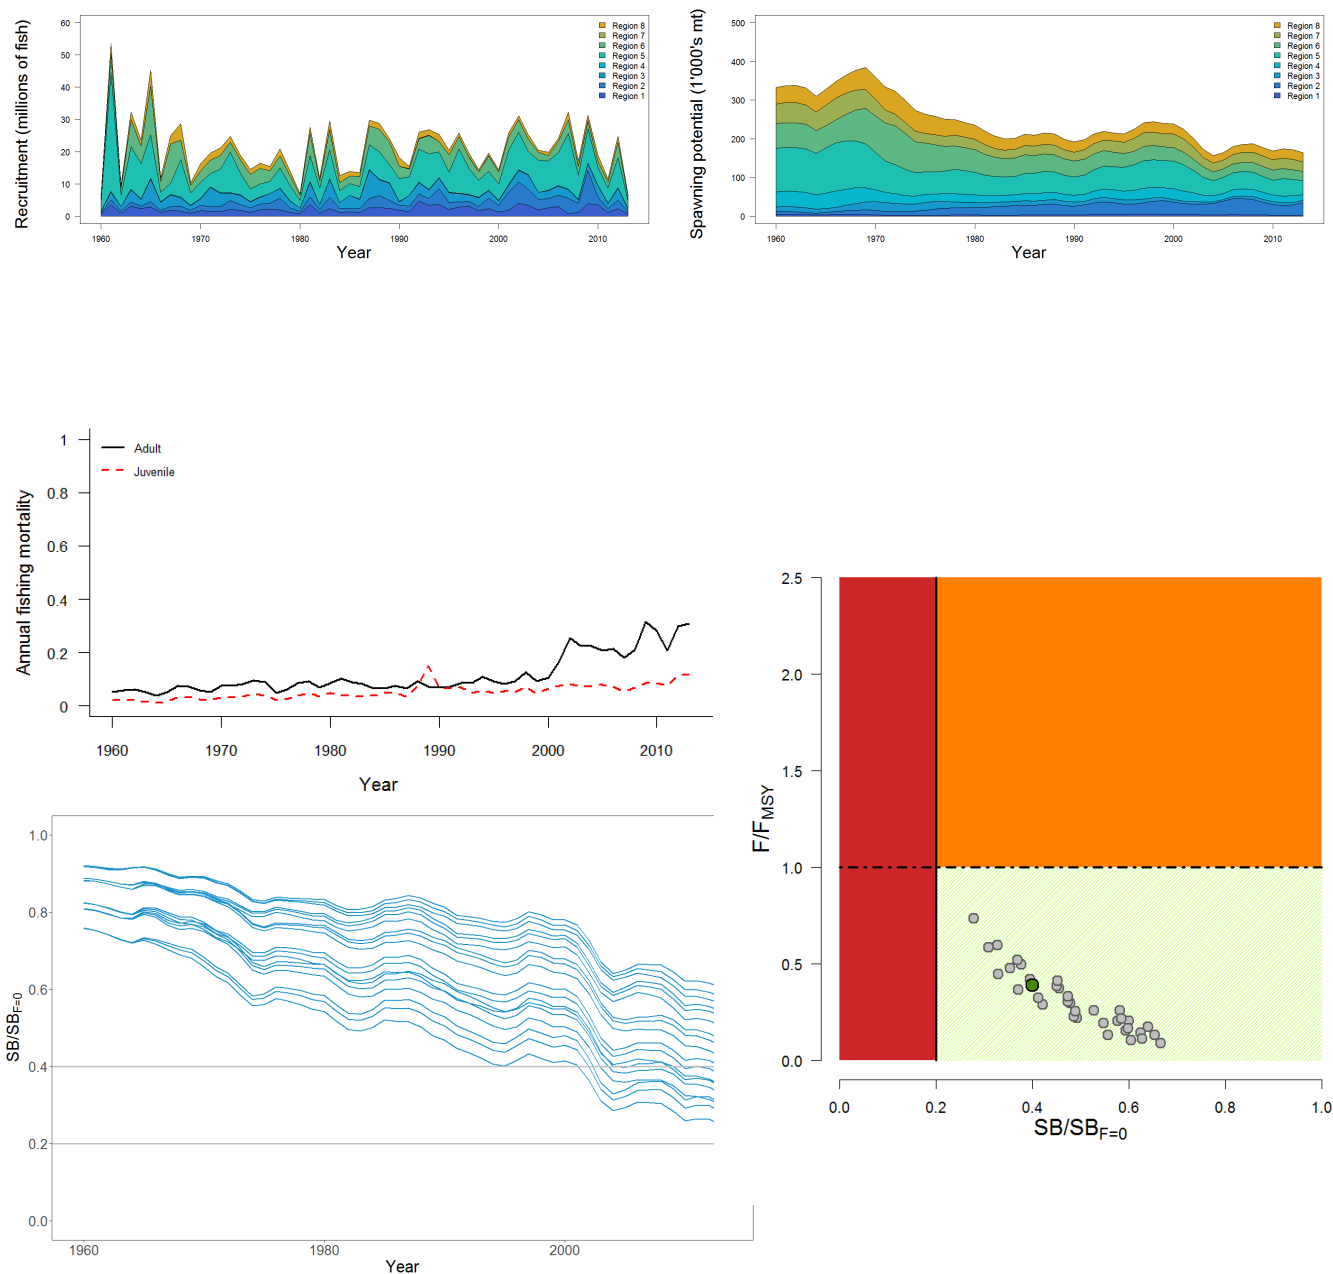 Recruitment (millions of fish)
60
50
40
30
20
10
0
1960 1970 1980 1990 2000 2010
Year
Region 8
Region 7
Region 6
Region 5
Region 4
Region 3
Region 2
Region 1
Spawning potential (1'000's mt)
500
400
300
200
100
0
1960 1970 1980 1990 2000 2010
Year
Region 8
Region 7
Region 6
Region 5
Region 4
Region 3
Region 2
Region 1
Annual fishing mortality
1
0.8
0.6
0.4
0.2
0
Adult
Juvenile
1960 1970 1980 1990 2000 2010
Year
SB/SBF=0
1.0
0.8
0.6
0.4
0.2
0.0
1960 1980 2000
Year
F/FMSY
2.5
2.0
1.5
1.0
0.5
0.0
0.0 0.2 0.4 0.6 0.8 1.0
SB/SBF=0